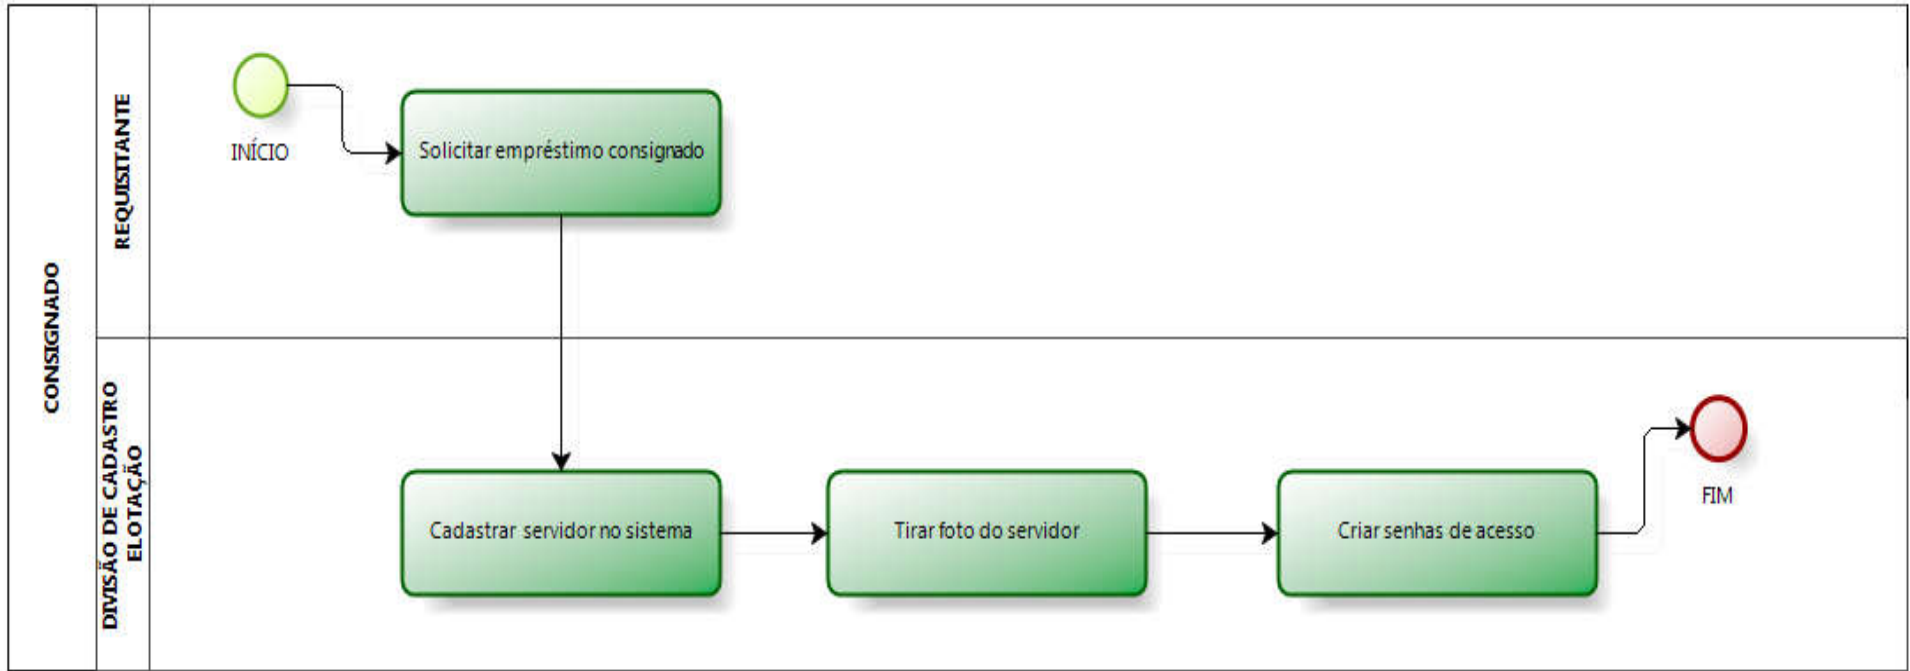 CONSIGNADO
REQUISITANTE
INÍCIO
Solicitar empréstimo consignado
DIVISÃO DE CADASTRO
ELOTAÇÃO
Cadastrar servidor no sistema
Tirar foto do servidor
Criar senhas de acesso
FIM